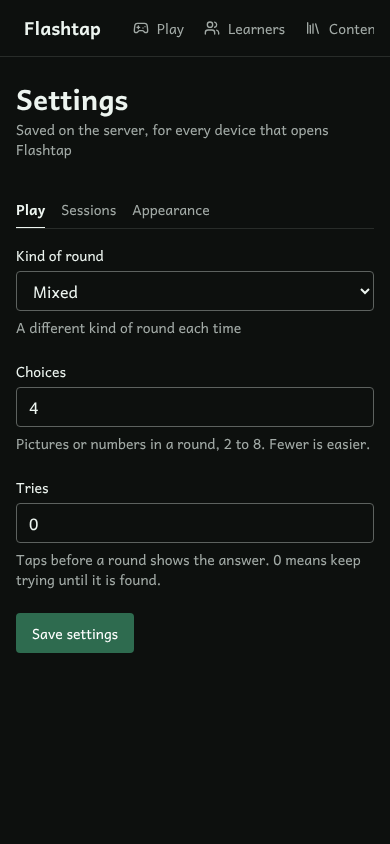 Flashtap Play Learners Conten
Settings
Saved on the server, for every device that opens
Flashtap
Play Sessions Appearance
Kind of round
Mixed
A different kind of round each time
Choices
4
Pictures or numbers in a round, 2 to 8. Fewer is easier.
Tries
0
Taps before a round shows the answer. 0 means keep
trying until it is found.
Save settings